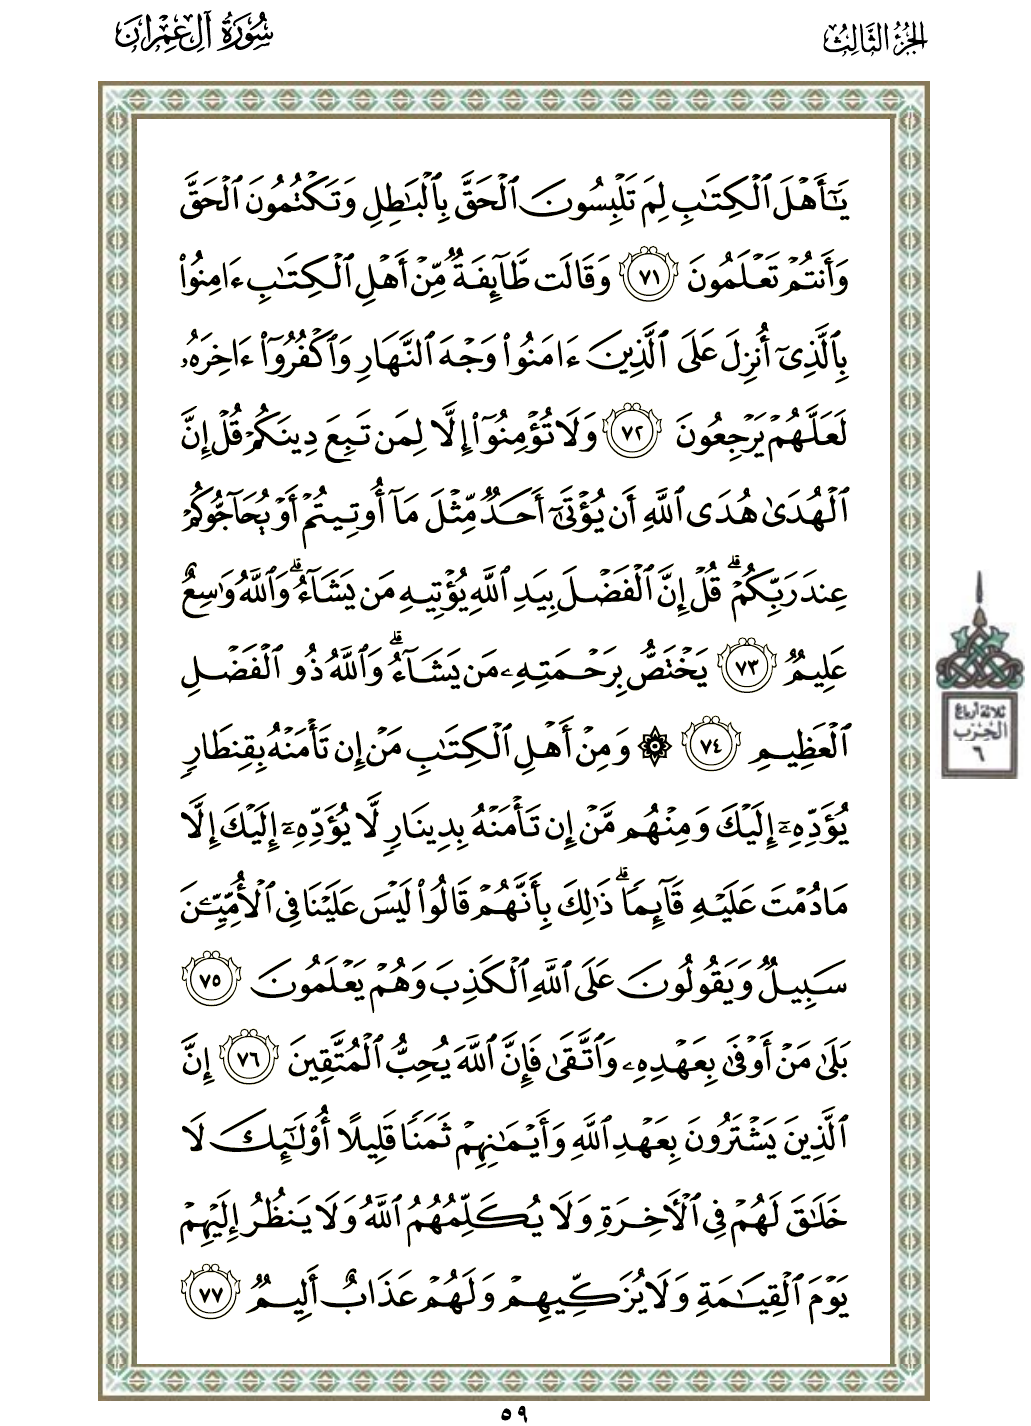 الجزء الثالث
سورة آل عمران
يَـٰٓأَهْلَ ٱلْكِتَـٰبِ لِمَ تَلْبِسُونَ ٱلْحَقَّ بِٱلْبَـٰطِلِ وَتَكْتُمُونَ ٱلْحَقَّ
وَأَنتُمْ تَعْلَمُونَ ٧١ وَقَالَت طَّآئِفَةٌ مِّنْ أَهْلِ ٱلْكِتَـٰبِ ءَامِنُوا۟
بِٱلَّذِىٓ أُنزِلَ عَلَى ٱلَّذِينَ ءَامَنُوا۟ وَجْهَ ٱلنَّهَارِ وَٱكْفُرُوٓا۟ ءَاخِرَهُۥ
لَعَلَّهُمْ يَرْجِعُونَ ٧٢ وَلَا تُؤْمِنُوٓا۟ إِلَّا لِمَن تَبِعَ دِينَكُمْ قُلْ إِنَّ
ٱلْهُدَىٰ هُدَى ٱللَّهِ أَن يُؤْتَىٰٓ أَحَدٌ مِّثْلَ مَآ أُوتِيتُمْ أَوْ يُحَآجُّوكُمْ
عِندَ رَبِّكُمْ ۗ قُلْ إِنَّ ٱلْفَضْلَ بِيَدِ ٱللَّهِ يُؤْتِيهِ مَن يَشَآءُ ۗ وَٱللَّهُ وَٰسِعٌ
عَلِيمٌ ٧٣ يَخْتَصُّ بِرَحْمَتِهِۦ مَن يَشَآءُ ۗ وَٱللَّهُ ذُو ٱلْفَضْلِ
ٱلْعَظِيمِ ٧٤ ۞ وَمِنْ أَهْلِ ٱلْكِتَـٰبِ مَنْ إِن تَأْمَنْهُ بِقِنطَارٍ
يُؤَدِّهِۦٓ إِلَيْكَ وَمِنْهُم مَّنْ إِن تَأْمَنْهُ بِدِينَارٍ لَّا يُؤَدِّهِۦٓ إِلَيْكَ إِلَّا
مَا دُمْتَ عَلَيْهِ قَآئِمًا ۗ ذَٰلِكَ بِأَنَّهُمْ قَالُوا۟ لَيْسَ عَلَيْنَا فِى ٱلْأُمِّيِّـۧنَ
سَبِيلٌ وَيَقُولُونَ عَلَى ٱللَّهِ ٱلْكَذِبَ وَهُمْ يَعْلَمُونَ ٧٥
بَلَىٰ مَنْ أَوْفَىٰ بِعَهْدِهِۦ وَٱتَّقَىٰ فَإِنَّ ٱللَّهَ يُحِبُّ ٱلْمُتَّقِينَ ٧٦ إِنَّ
ٱلَّذِينَ يَشْتَرُونَ بِعَهْدِ ٱللَّهِ وَأَيْمَـٰنِهِمْ ثَمَنًا قَلِيلًا أُو۟لَـٰٓئِكَ لَا
خَلَـٰقَ لَهُمْ فِى ٱلْـَٔاخِرَةِ وَلَا يُكَلِّمُهُمُ ٱللَّهُ وَلَا يَنظُرُ إِلَيْهِمْ
يَوْمَ ٱلْقِيَـٰمَةِ وَلَا يُزَكِّيهِمْ وَلَهُمْ عَذَابٌ أَلِيمٌ ٧٧
ثلاثة أرباع
الحزب
٦
٥٩